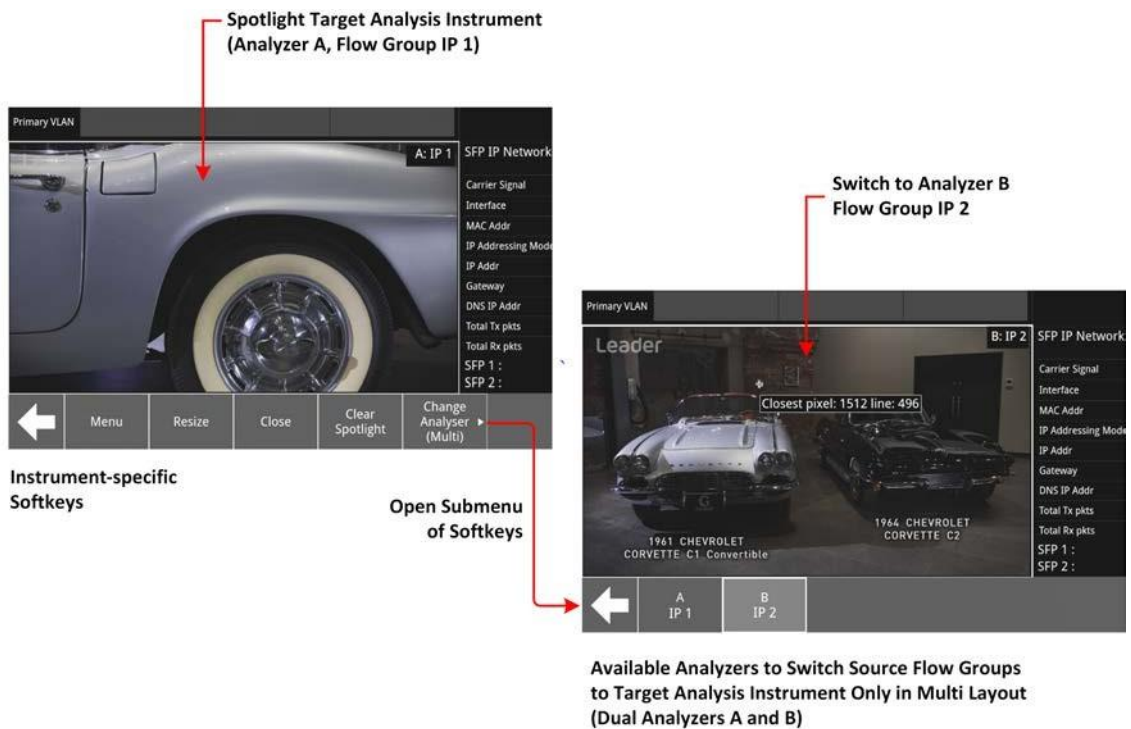 Spotlight Target Analysis Instrument
(Analyzer A, Flow Group IP 1)
Primary VLAN
A: IP 1
SFP IP Network
Carrier Signal
Interface
MAC Addr
IP Addressing Mode
IP Addr
Gateway
DNS IP Addr
Total Tx pkts
Total Rx pkts
SFP 1 :
SFP 2 :
Menu
Resize
Close
Clear
Spotlight
Change
Analyser
(Multi)
Instrument-specific
Softkeys
Open Submenu
of Softkeys
Switch to Analyzer B
Flow Group IP 2
Primary VLAN
Leader
B: IP 2
Closest pixel: 1512 line: 496
G
1961 CHEVROLET
CORVETTE C1 Convertible
1964 CHEVROLET
CORVETTE C2
SFP IP Network
Carrier Signal
Interface
MAC Addr
IP Addressing Mode
IP Addr
Gateway
DNS IP Addr
Total Tx pkts
Total Rx pkts
SFP 1 :
SFP 2 :
A
IP 1
B
IP 2
Available Analyzers to Switch Source Flow Groups
to Target Analysis Instrument Only in Multi Layout
(Dual Analyzers A and B)